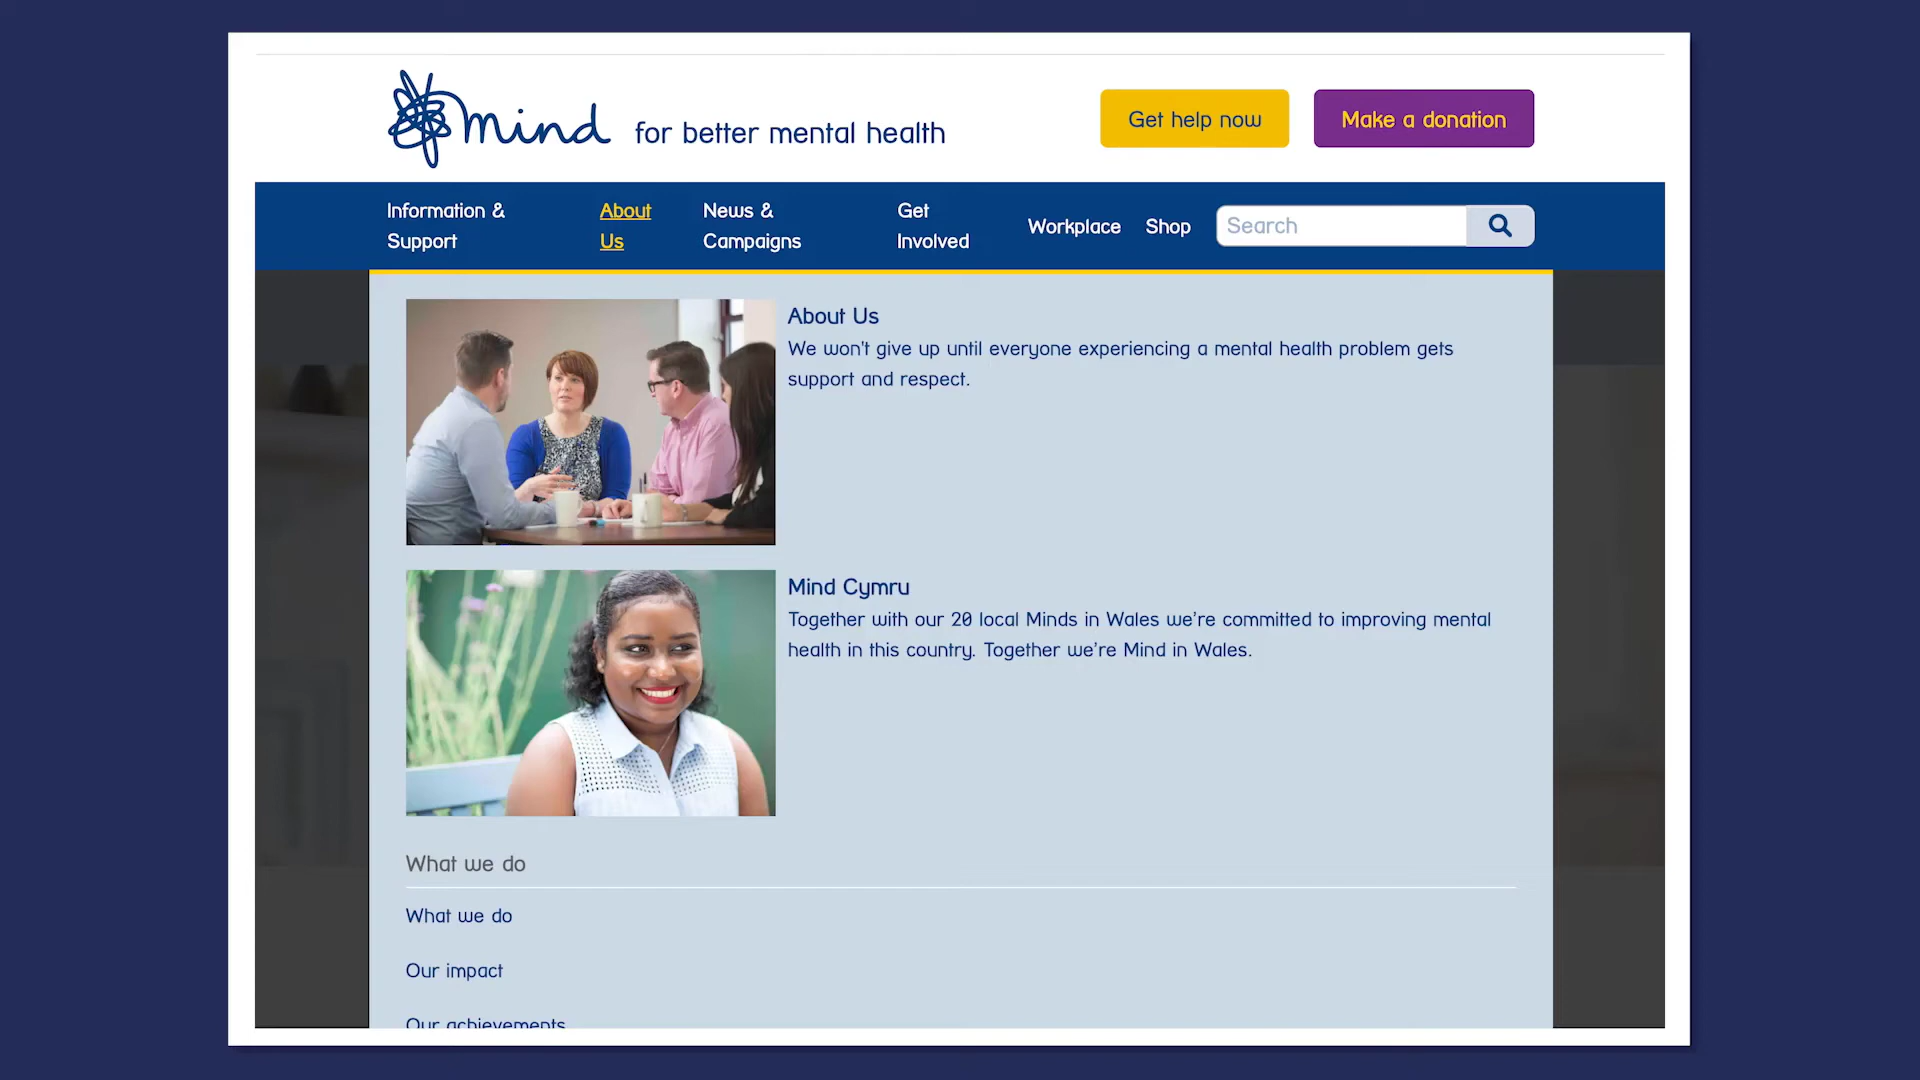 mind for better mental health
Get help now
Make a donation
Information &
Support
About
Us
News &
Campaigns
Get
Involved
Workplace
Shop
Search
About Us
We won't give up until everyone experiencing a mental health problem gets
support and respect.
Mind Cymru
Together with our 20 local Minds in Wales we’re committed to improving mental
health in this country. Together we’re Mind in Wales.
What we do
What we do
Our impact
Our achievements